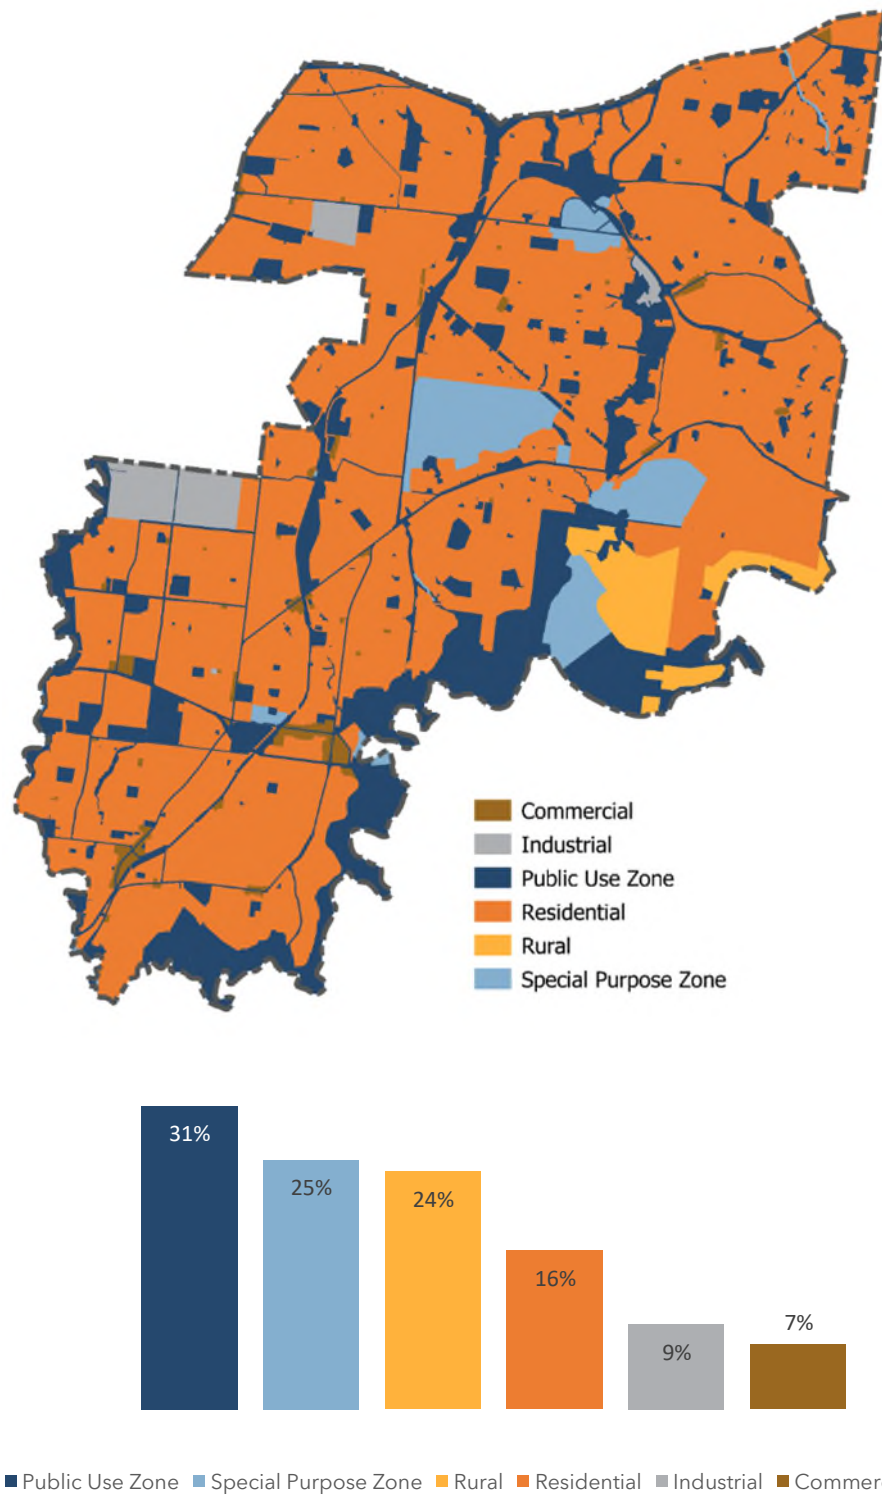 Commercial
Industrial
Public Use Zone
Residential
Rural
Special Purpose Zone
31%
25%
24%
16%
9%
7%
Public Use Zone Special Purpose Zone Rural Residential Industrial Commer